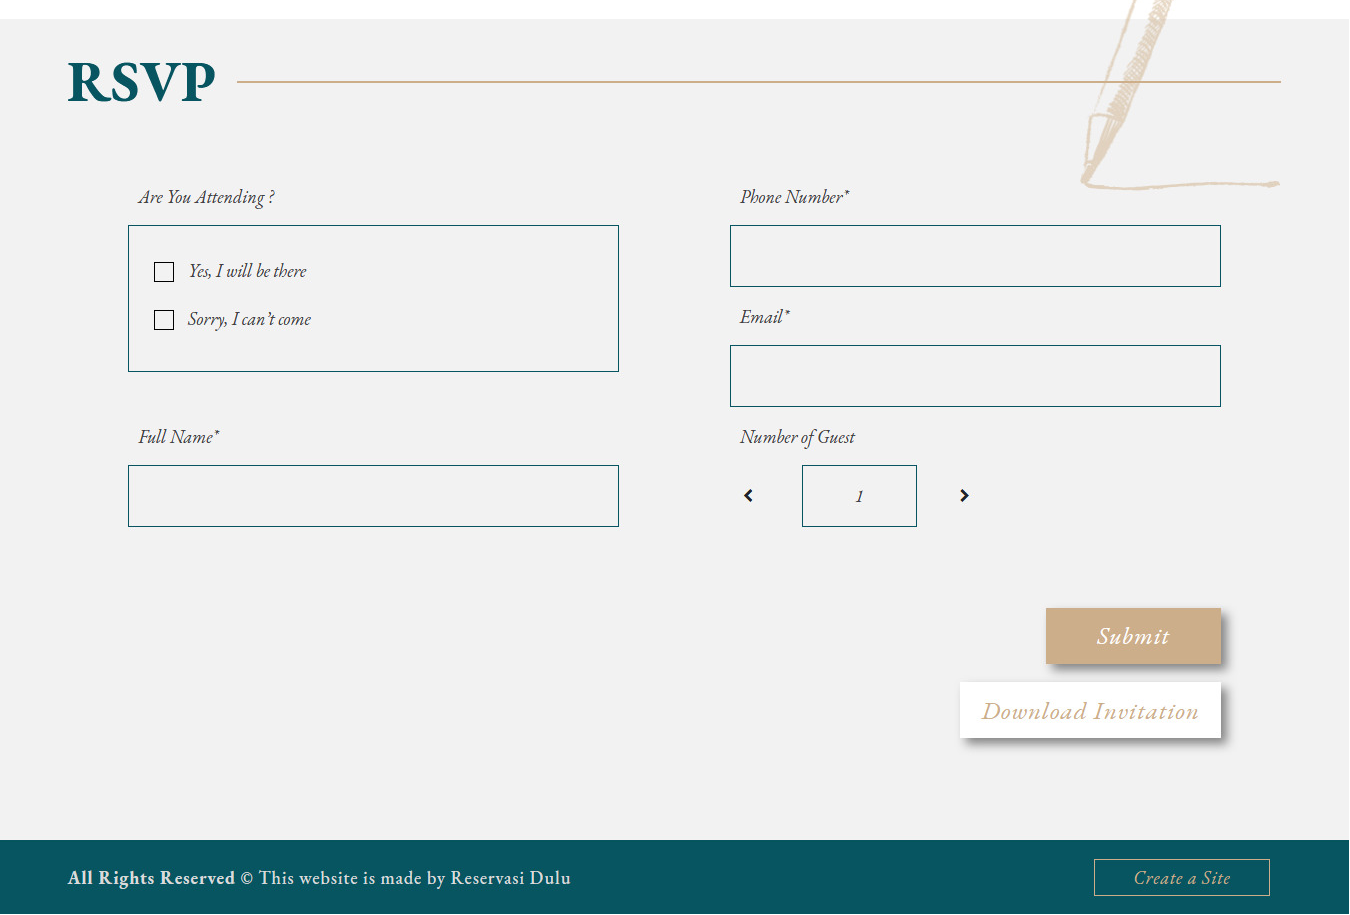 RSVP
Are You Attending ?
Yes, I will be there
Sorry, I can't come
Full Name*
Phone Number*
Email*
Number of Guest
1
Submit
Download Invitation
All Rights Reserved © This website is made by Reservasi Dulu
Create a Site